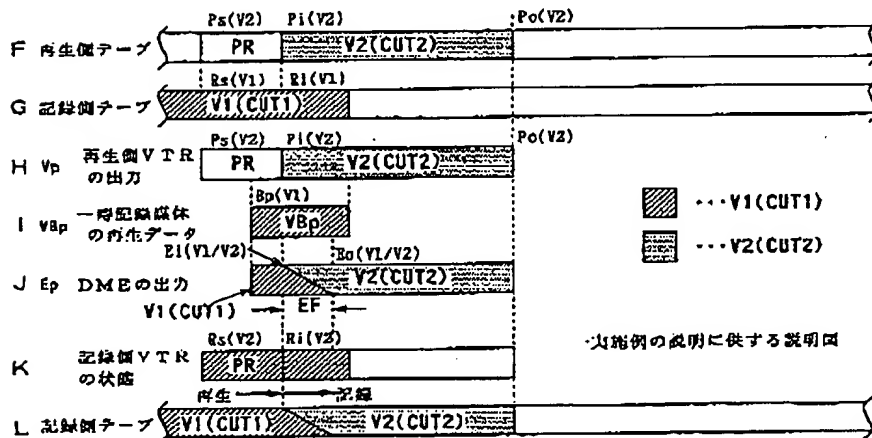 Ps(V2) Pi(V2) Po(V2)
F 再生側テープ PR V2(CUT2)
Rs(V1) Ri(V1)
G 記録側テープ V1(CUT1)
Ps(V2) Pi(V2) Po(V2)
H Vp 再生側VTRの出力 PR V2(CUT2)
Bp(V1)
I VBp 一時記録媒体の再生データ VBp
Ei(V1/V2) Eo(V1/V2)
J Ep DMEの出力 V2(CUT2)
V1(CUT1) EF
Rs(V2) Ri(V2)
K 記録側VTRの状態 PR
再生 記録
L 記録側テープ V1(CUT1) V2(CUT2)
···V1(CUT1)
···V2(CUT2)
実施例の説明に供する説明図